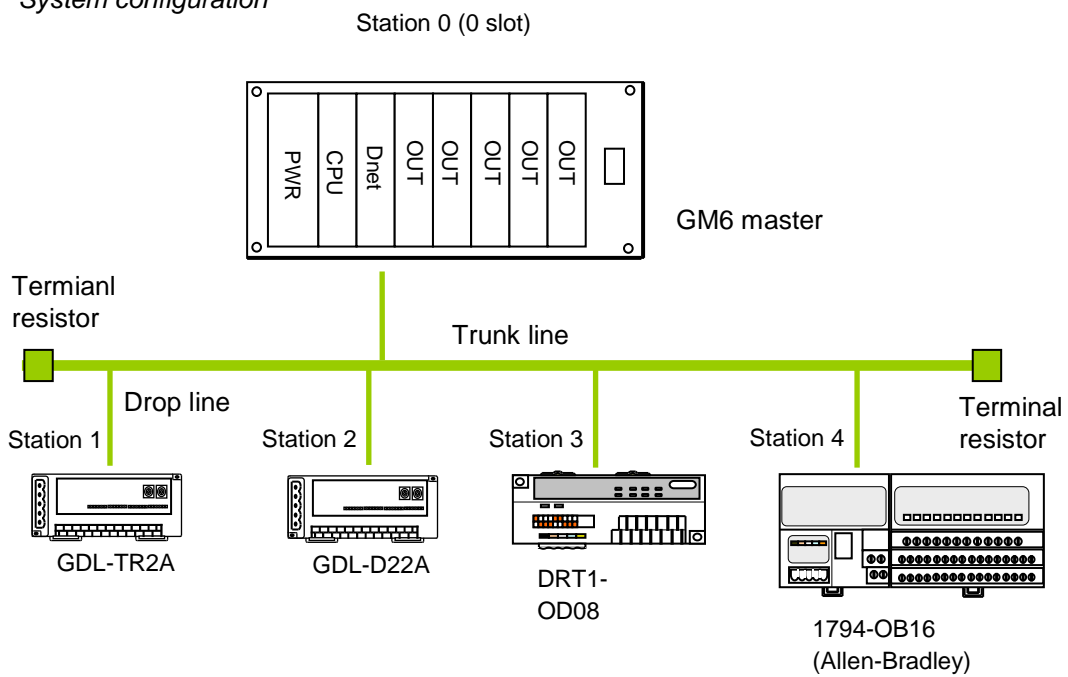 System configuration
Station 0 (0 slot)
PWR
CPU
Dnet
OUT
OUT
OUT
OUT
OUT
GM6 master
Termianl
resistor
Trunk line
Drop line
Terminal
resistor
Station 1
Station 2
Station 3
Station 4
GDL-TR2A
GDL-D22A
DRT1-
OD08
1794-OB16
(Allen-Bradley)